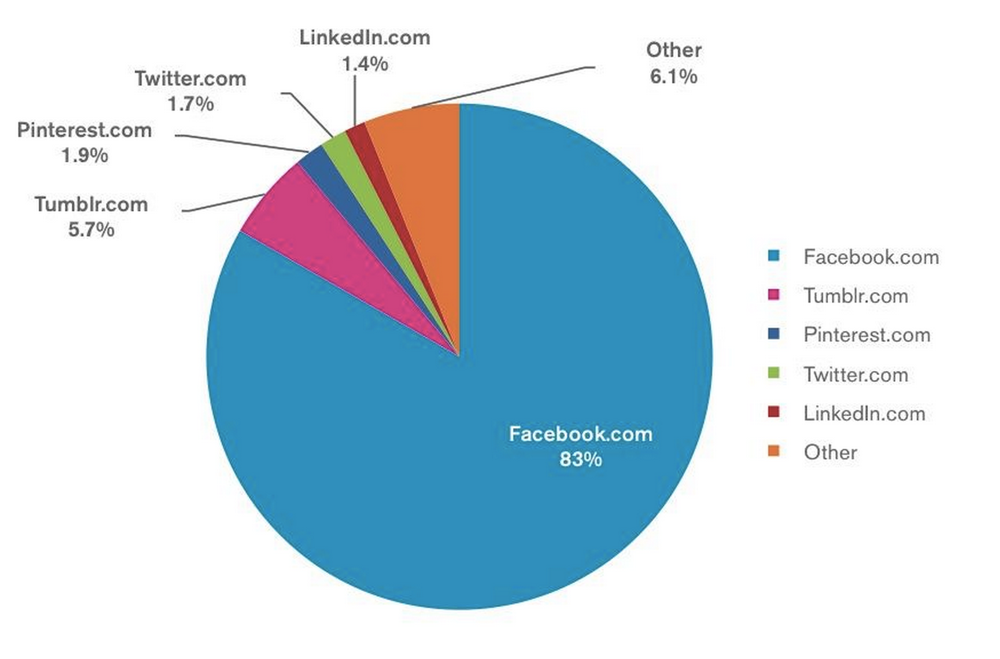 LinkedIn.com
1.4%
Other
6.1%
Twitter.com
1.7%
Pinterest.com
1.9%
Tumblr.com
5.7%
Facebook.com
83%
Facebook.com
Tumblr.com
Pinterest.com
Twitter.com
LinkedIn.com
Other